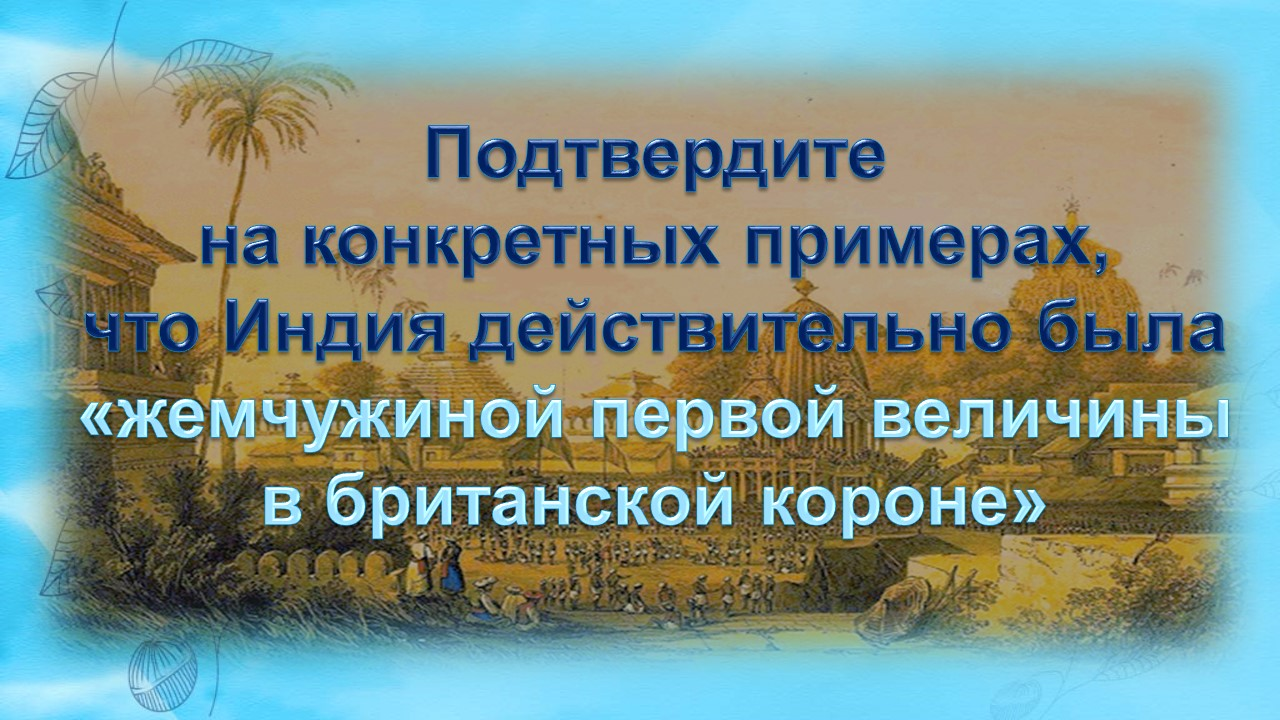 Подтвердите
на конкретных примерах,
что Индия действительно была
«жемчужиной первой величины
в британской короне»